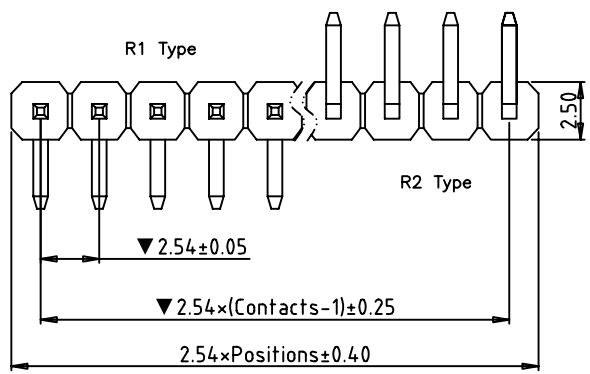 R1 Type
2.50
R2 Type
▼2.54±0.05
▼2.54×(Contacts-1)±0.25
2.54×Positions±0.40